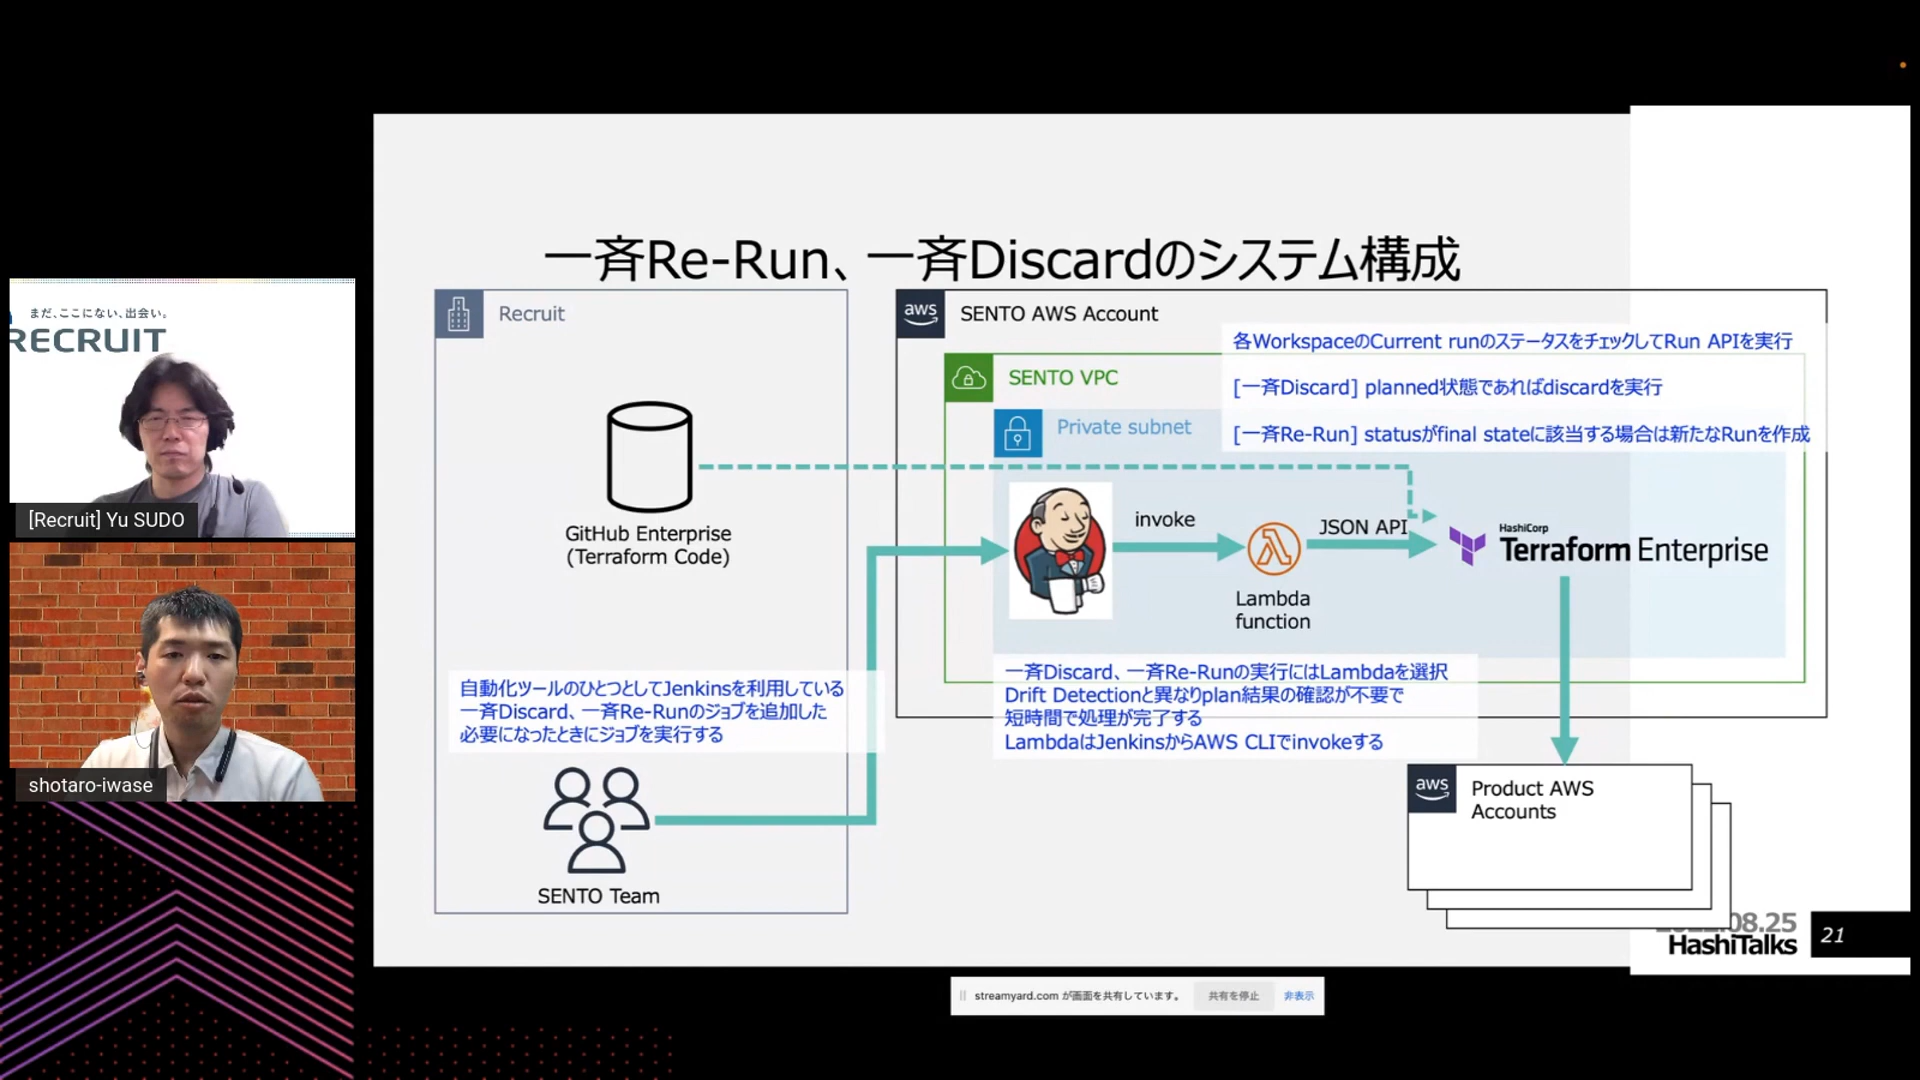 一斉Re-Run、一斉Discardのシステム構成
Recruit
GitHub Enterprise
(Terraform Code)
自動化ツールのひとつとしてJenkinsを利用している
一斉Discard、一斉Re-Runのジョブを追加した
必要になったときにジョブを実行する
SENTO Team
aws
SENTO AWS Account
各WorkspaceのCurrent runのステータスをチェックしてRun APIを実行
[一斉Discard] planned状態であればdiscardを実行
[一斉Re-Run] statusがfinal stateに該当する場合は新たなRunを作成
SENTO VPC
Private subnet
invoke
Lambda
function
JSON API
HashiCorp
Terraform Enterprise
一斉Discard、一斉Re-Runの実行にはLambdaを選択
Drift Detectionと異なりplan結果の確認が不要で
短時間で処理が完了する
LambdaはJenkinsからAWS CLIでinvokeする
aws
Product AWS
Accounts
08.25
HashiTalks
21
まだ、ここにない、出会い。
RECRUIT
[Recruit] Yu SUDO
shotaro-iwase
streamyard.com が画面を共有しています。
共有を停止
非表示